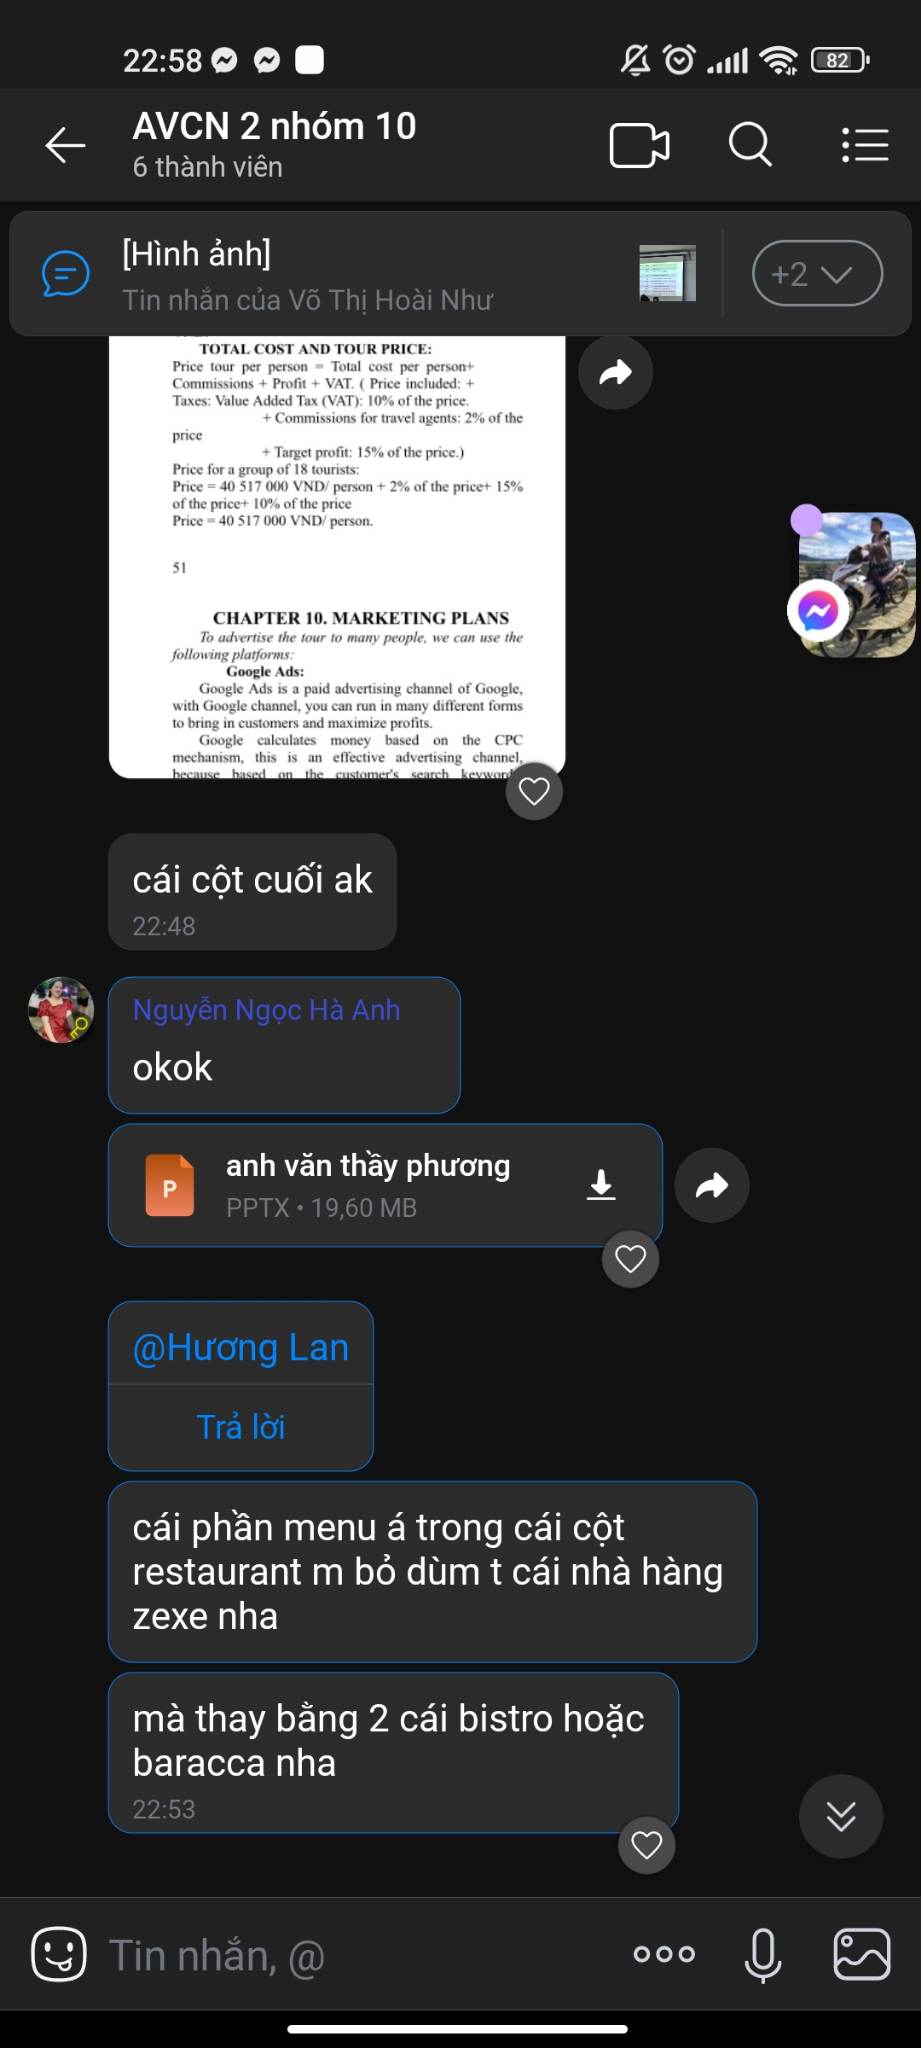 22:58
82
AVCN 2 nhóm 10
6 thành viên
[Hình ảnh]
Tin nhắn của Võ Thị Hoài Như
+2
TOTAL COST AND TOUR PRICE:
Price tour per person = Total cost per person+
Commissions + Profit + VAT. ( Price included: +
Taxes: Value Added Tax (VAT): 10% of the price.
+ Commissions for travel agents: 2% of the
price
+ Target profit: 15% of the price.)
Price for a group of 18 tourists:
Price = 40 517 000 VND/ person + 2% of the price+ 15%
of the price+ 10% of the price
Price = 40 517 000 VND/ person.
51
CHAPTER 10. MARKETING PLANS
To advertise the tour to many people, we can use the
following platforms:
Google Ads:
Google Ads is a paid advertising channel of Google,
with Google channel, you can run in many different forms
to bring in customers and maximize profits.
Google calculates money based on the CPC
mechanism, this is an effective advertising channel,
because based on the customer's search
cái cột cuối ak
22:48
Nguyễn Ngọc Hà Anh
okok
P
anh văn thầy phương
PPTX • 19,60 MB
@Hương Lan
Trả lời
cái phần menu á trong cái cột
restaurant m bỏ dùm t cái nhà hàng
zexe nha
mà thay bằng 2 cái bistro hoặc
baracca nha
22:53
Tin nhắn, @